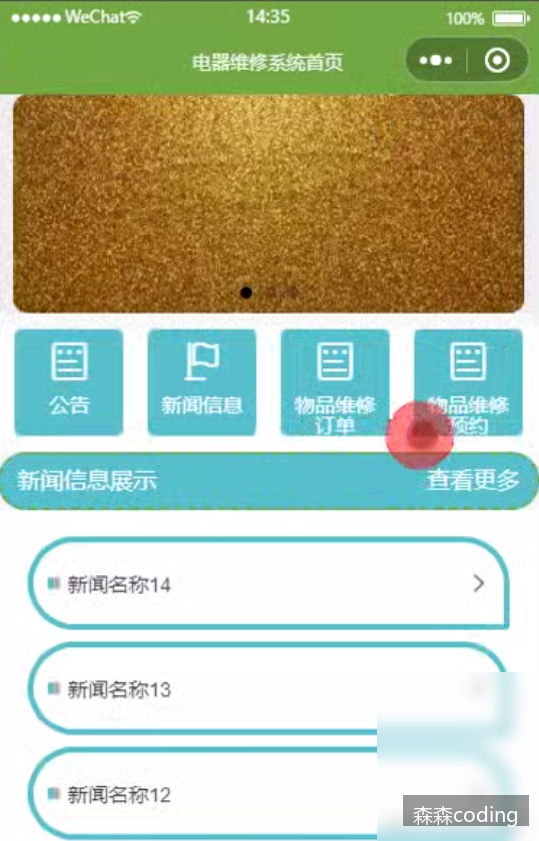 WeChat 14:35 100%
电器维修系统首页
公告 新闻信息 物品维修 物品维修
订单 预约
新闻信息展示 查看更多
新闻名称14
新闻名称13
新闻名称12
森森coding